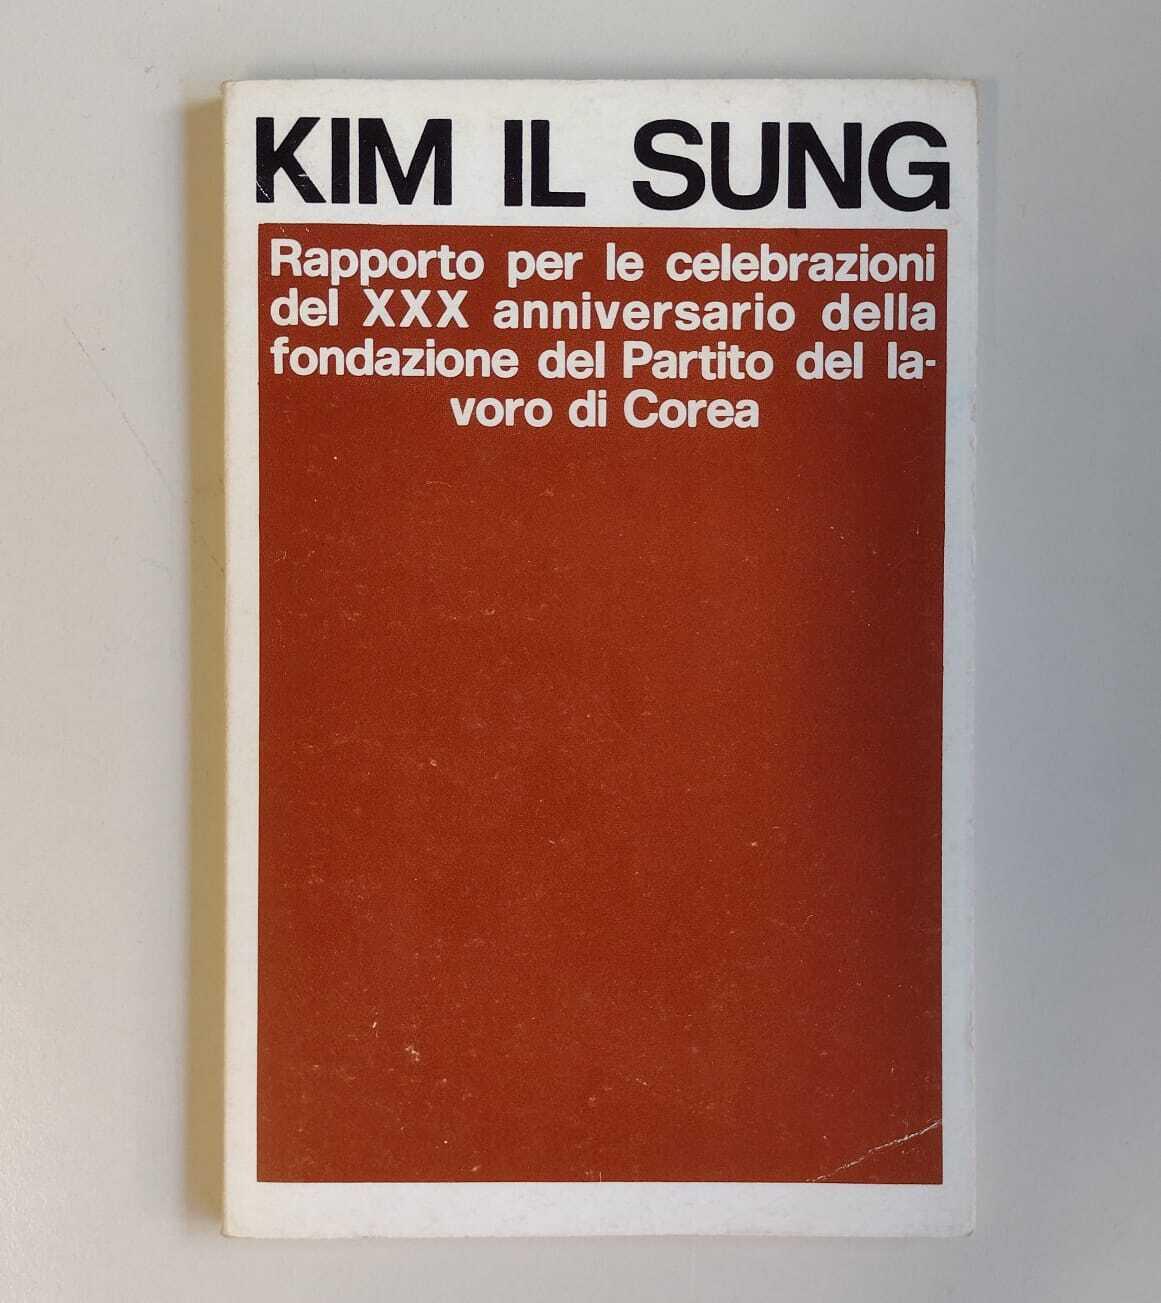 KIM IL SUNG
Rapporto per le celebrazioni
del XXX anniversario della
fondazione del Partito del la-
voro di Corea